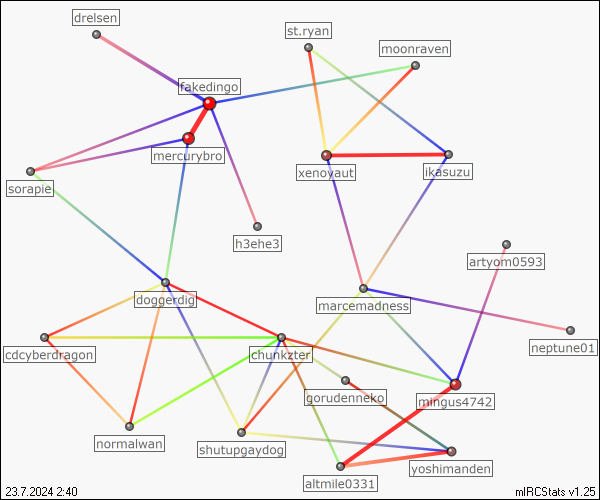 drelsen
st.ryan
moonraven
fakedingo
mercurybro
xenoyaut
ikasuzu
sorapie
h3ehe3
artyom0593
doggerdig
marcemadness
neptune01
cdcyberdragon
chunkzter
gorudenneko
mingus4742
normalwan
shutupgaydog
yoshimanden
altmile0331
23.7.2024 2:40
mIRCStats v1.25